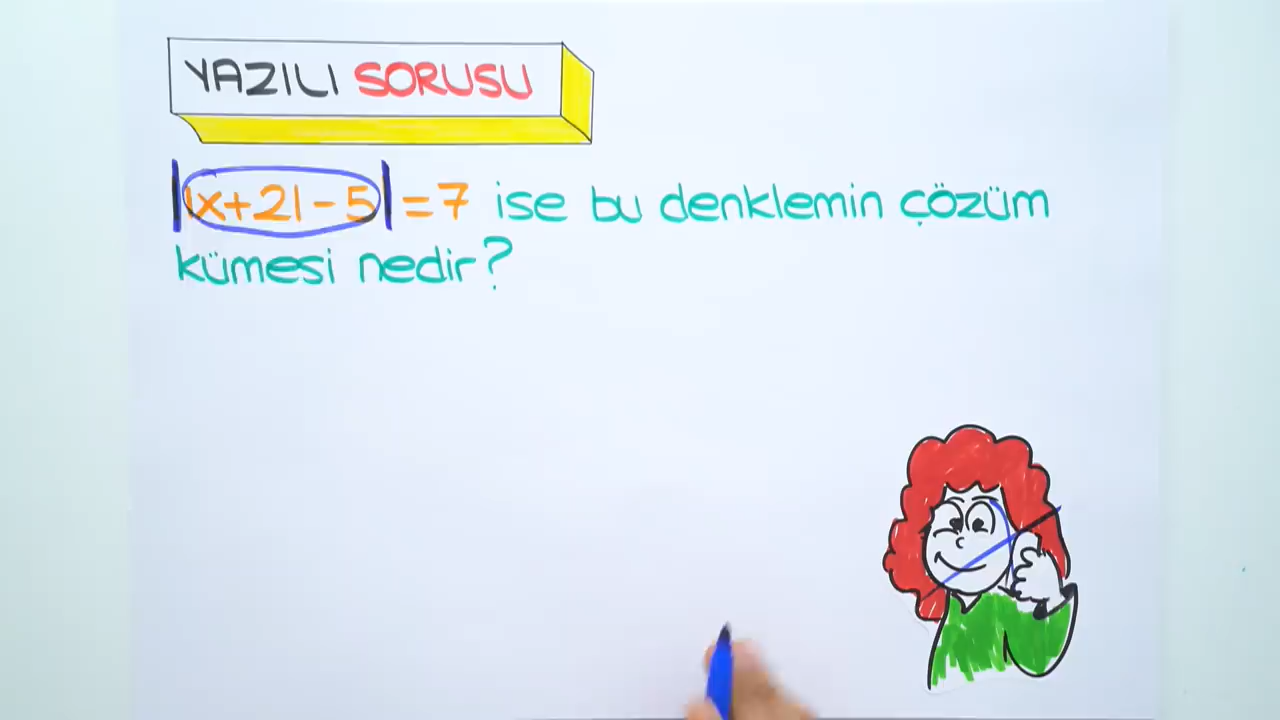 YAZILI SORUSU
||x+2|-5|=7 ise bu denklemin çözüm
kümesi nedir?